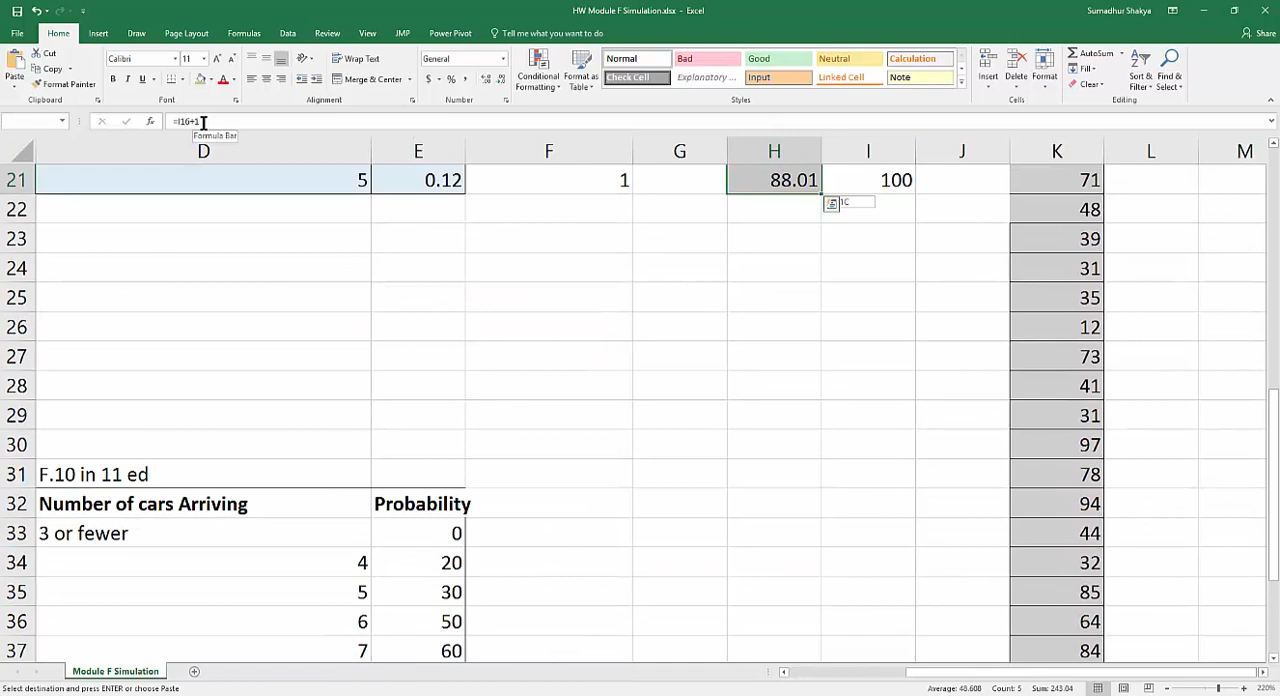 HW Module F Simulation.xlsx - Excel
Sumadhur Shakya
File Home Insert Draw Page Layout Formulas Data Review View JMP Power Pivot Tell me what you want to do Share
Paste
Cut
Copy
Format Painter
Clipboard
Calibri 11
B I U A
Font
Wrap Text
Merge & Center
Alignment
General
$ % ,
Number
Conditional Formatting
Format as Table
Normal Bad Good Neutral Calculation
Check Cell Explanatory ... Input Linked Cell Note
Styles
Insert Delete Format
Cells
AutoSum
Fill
Clear
Sort & Filter
Find & Select
Editing
fx =I16+1
Formula Bar
D E F G H I J K L M
21 5 0.12 1 88.01 100 71
22 48
23 39
24 31
25 35
26 12
27 73
28 41
29 31
30 97
31 F.10 in 11 ed 78
32 Number of cars Arriving Probability 94
33 3 or fewer 0 44
34 4 20 32
35 5 30 85
36 6 50 64
37 7 60 84
Module F Simulation
Select destination and press ENTER or choose Paste Average: 48.608 Count: 5 Sum: 243.04 220%